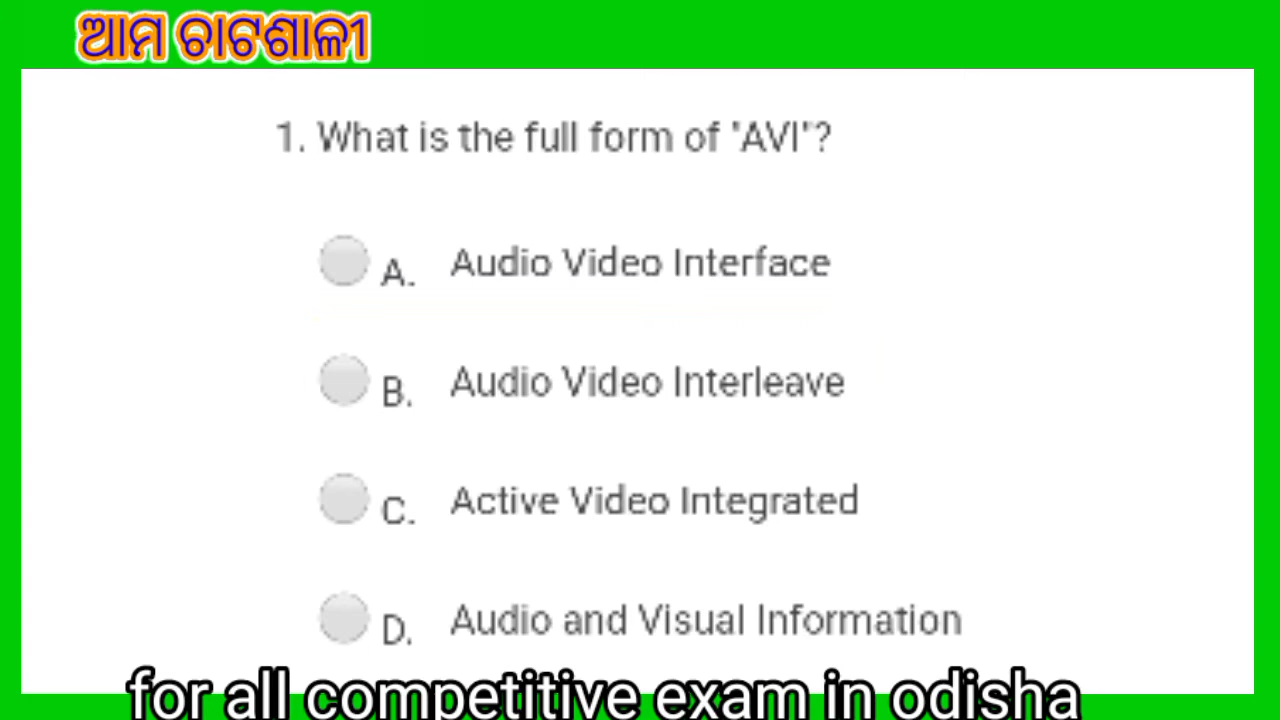 ଆମ ଚାଟଶାଳୀ
1. What is the full form of "AVI"?
A. Audio Video Interface
B. Audio Video Interleave
C. Active Video Integrated
D. Audio and Visual Information
for all competitive exam in odisha